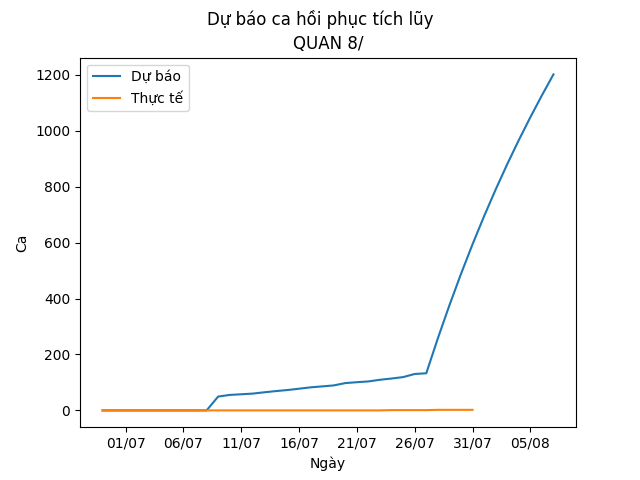 Dự báo ca hồi phục tích lũy
QUAN 8/
Dự báo
Thực tế
1200
1000
800
600
400
200
0
Ca
01/07 06/07 11/07 16/07 21/07 26/07 31/07 05/08
Ngày